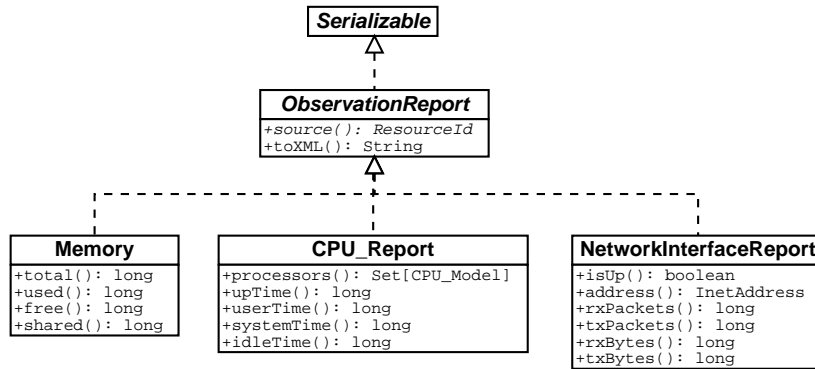 Serializable
ObservationReport
+source(): ResourceId
+toXML(): String
Memory
+total(): long
+used(): long
+free(): long
+shared(): long
CPU_Report
+processors(): Set[CPU_Model]
+upTime(): long
+userTime(): long
+systemTime(): long
+idleTime(): long
NetworkInterfaceReport
+isUp(): boolean
+address(): InetAddress
+rxPackets(): long
+txPackets(): long
+rxBytes(): long
+txBytes(): long